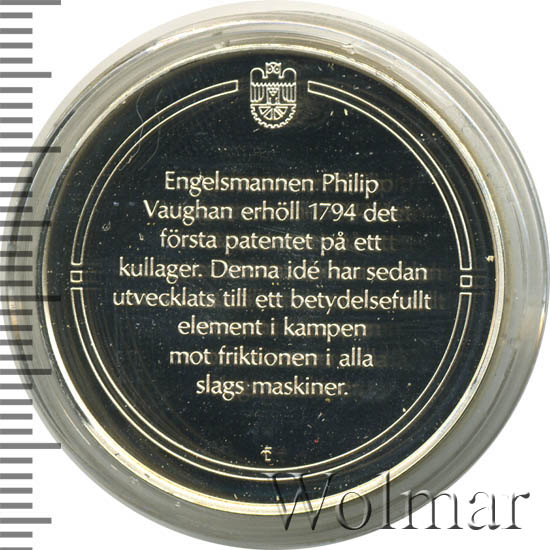 Engelsmannen Philip
Vaughan erhöll 1794 det
första patentet på ett
kullager. Denna idé har sedan
utvecklats till ett betydelsefullt
element i kampen
mot friktionen i alla
slags maskiner.
Wolmar